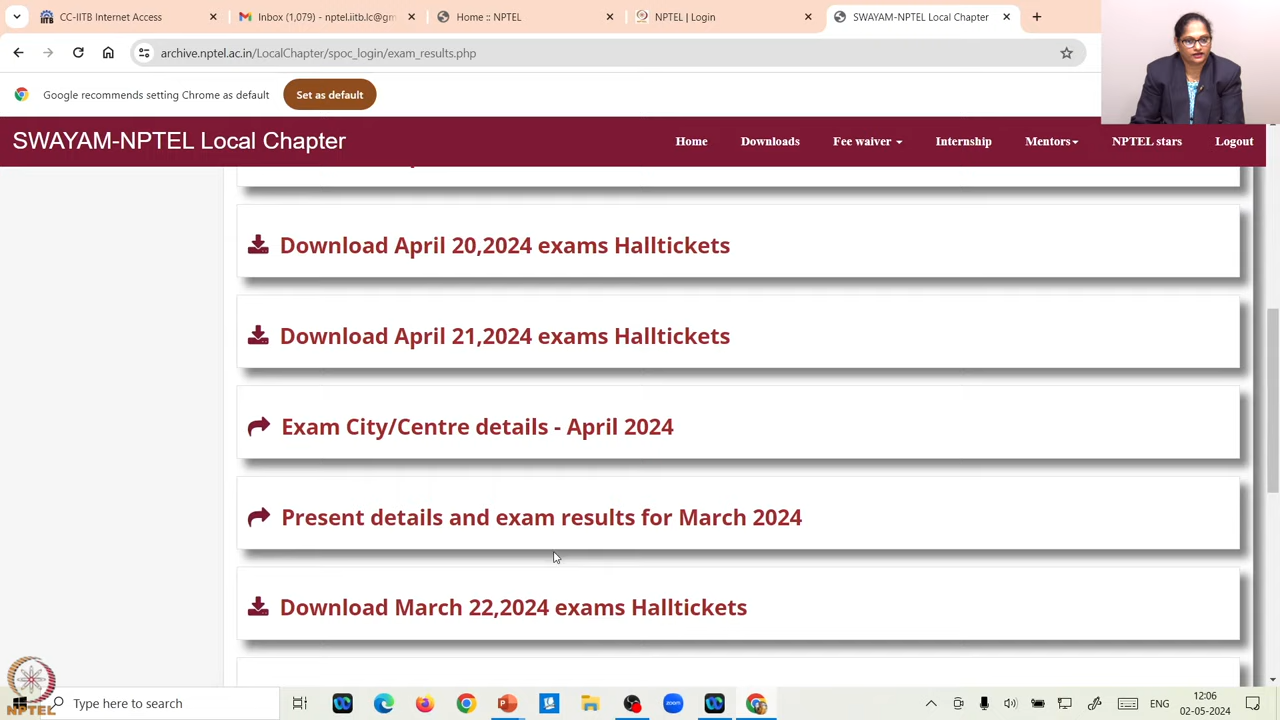 CC-IITB Internet Access
Inbox (1,079) - nptel.iitb.lc@gm
Home :: NPTEL
NPTEL | Login
SWAYAM-NPTEL Local Chapter
archive.nptel.ac.in/LocalChapter/spoc_login/exam_results.php
Google recommends setting Chrome as default
Set as default
SWAYAM-NPTEL Local Chapter
Home
Downloads
Fee waiver
Internship
Mentors
NPTEL stars
Logout
Download April 20,2024 exams Halltickets
Download April 21,2024 exams Halltickets
Exam City/Centre details - April 2024
Present details and exam results for March 2024
Download March 22,2024 exams Halltickets
NPTEL
Type here to search
zoom
ENG
12:06
02-05-2024